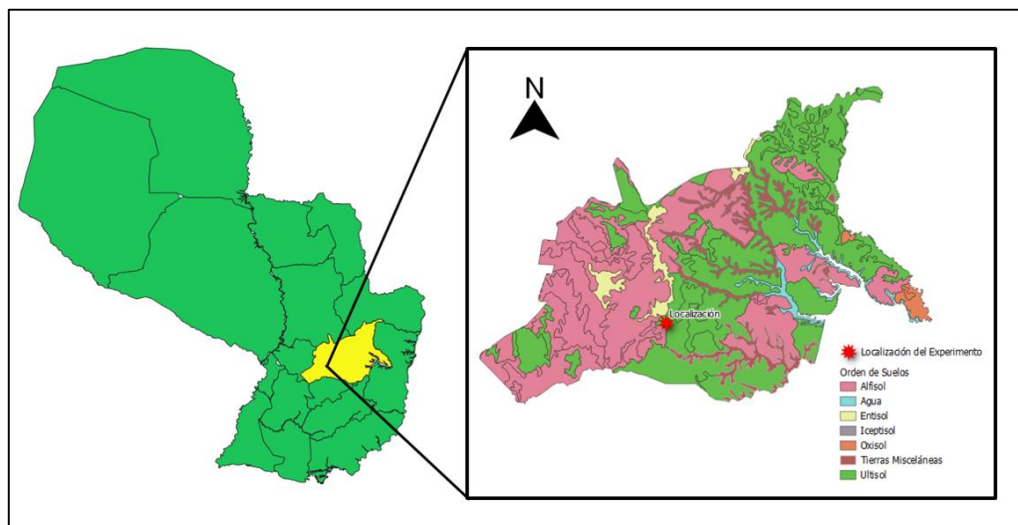 N
Localización
Localización del Experimento
Orden de Suelos
Alfisol
Agua
Entisol
Iceptisol
Oxisol
Tierras Misceláneas
Ultisol